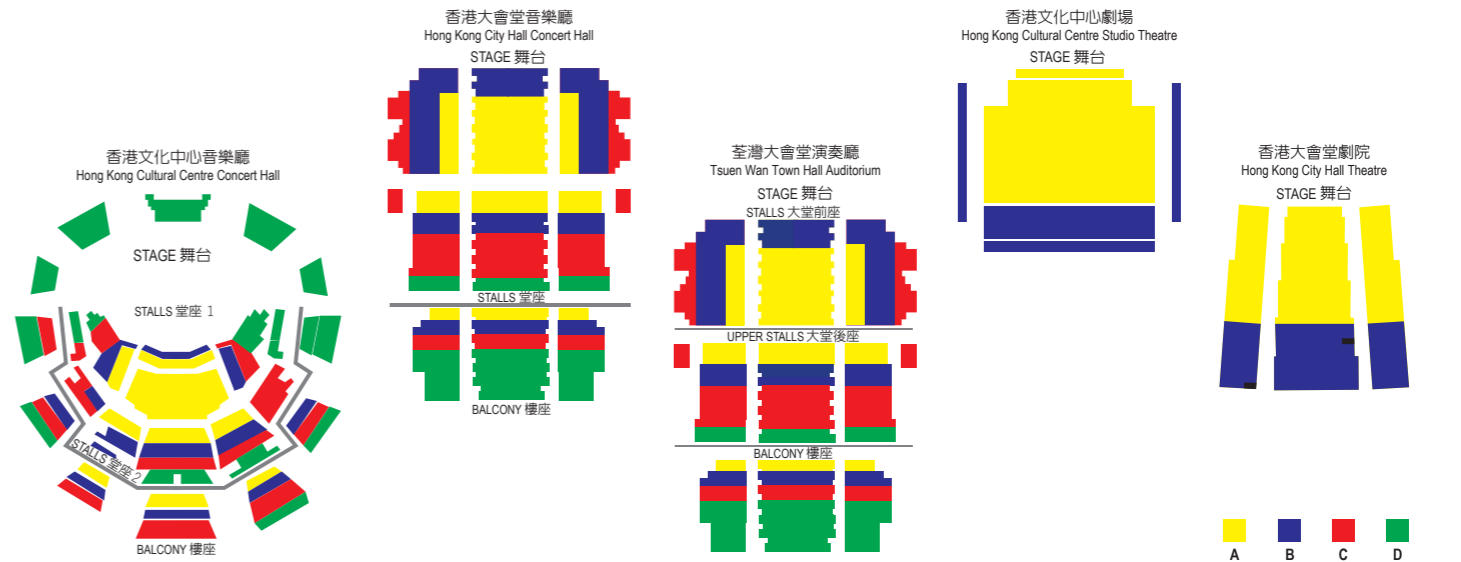 香港文化中心音樂廳
Hong Kong Cultural Centre Concert Hall
STAGE 舞台
STALLS 堂座 1
STALLS 堂座 2
BALCONY 樓座
香港大會堂音樂廳
Hong Kong City Hall Concert Hall
STAGE 舞台
STALLS 堂座
BALCONY 樓座
荃灣大會堂演奏廳
Tsuen Wan Town Hall Auditorium
STAGE 舞台
STALLS 大堂前座
UPPER STALLS 大堂後座
BALCONY 樓座
香港文化中心劇場
Hong Kong Cultural Centre Studio Theatre
STAGE 舞台
香港大會堂劇院
Hong Kong City Hall Theatre
STAGE 舞台
A B C D